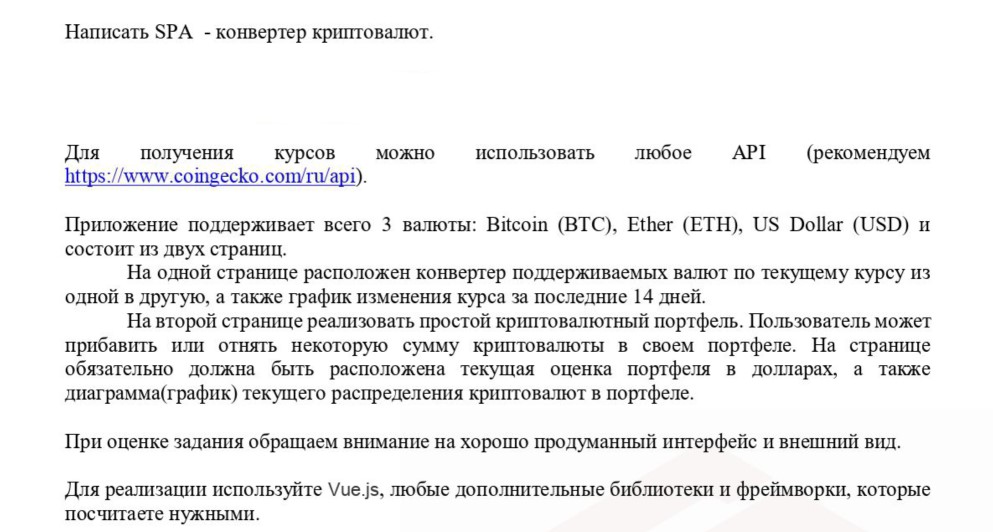 Написать SPA - конвертер криптовалют.
Для получения курсов можно использовать любое API (рекомендуем
https://www.coingecko.com/ru/api).
Приложение поддерживает всего 3 валюты: Bitcoin (BTC), Ether (ETH), US Dollar (USD) и
состоит из двух страниц.
На одной странице расположен конвертер поддерживаемых валют по текущему курсу из
одной в другую, а также график изменения курса за последние 14 дней.
На второй странице реализовать простой криптовалютный портфель. Пользователь может
прибавить или отнять некоторую сумму криптовалюты в своем портфеле. На странице
обязательно должна быть расположена текущая оценка портфеля в долларах, а также
диаграмма(график) текущего распределения криптовалют в портфеле.
При оценке задания обращаем внимание на хорошо продуманный интерфейс и внешний вид.
Для реализации используйте Vue.js, любые дополнительные библиотеки и фреймворки, которые
посчитаете нужными.